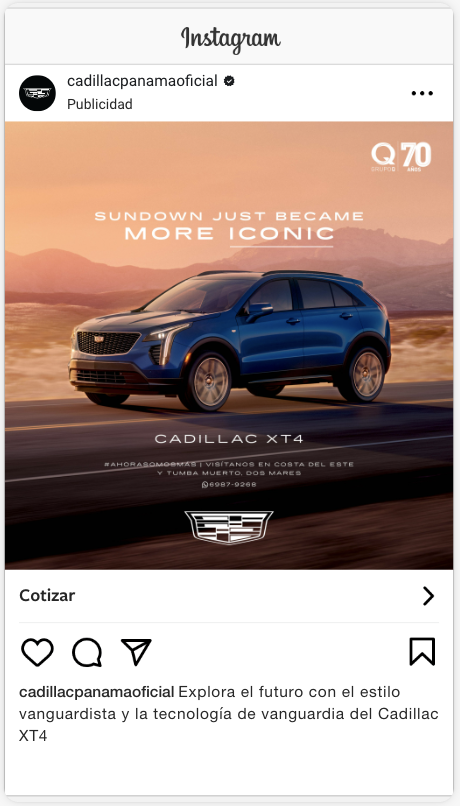 Instagram
cadillacpanamaoficial
Publicidad
Q 70
GRUPO AÑOS
SUNDOWN JUST BECAME
MORE ICONIC
CADILLAC XT4
#AHORASOMOSMAS | VISÍTANOS EN COSTA DEL ESTE
Y TUMBA MUERTO, DOS MARES
6987-9268
Cotizar
cadillacpanamaoficial Explora el futuro con el estilo
vanguardista y la tecnología de vanguardia del Cadillac
XT4